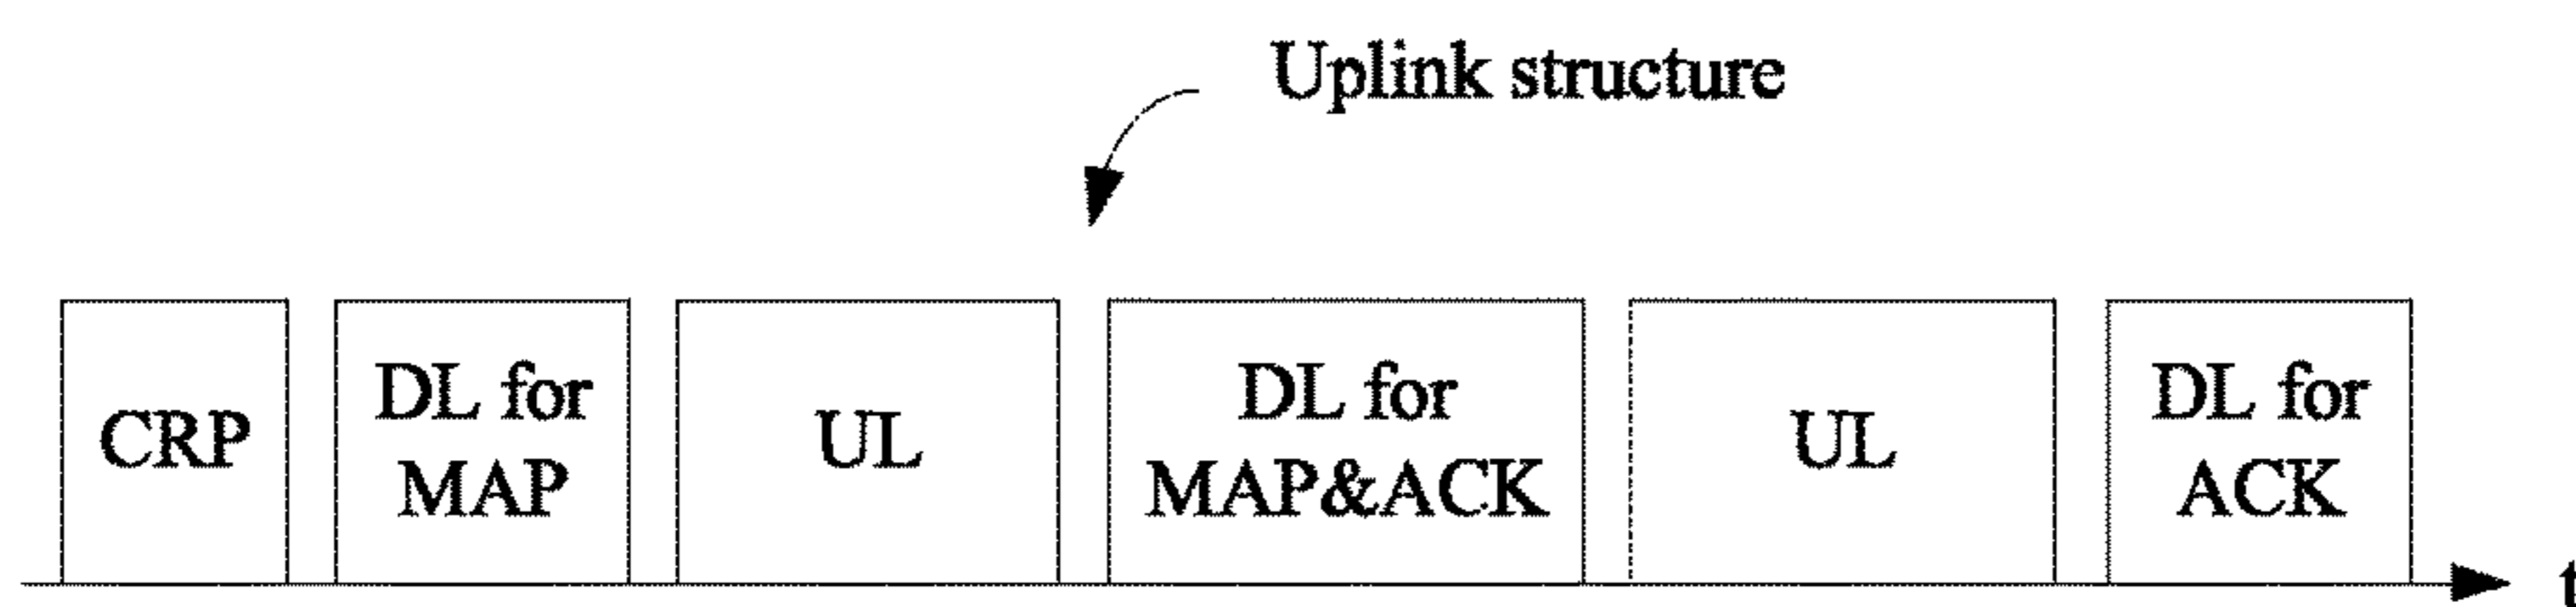 Uplink structure
CRP
DL for
MAP
UL
DL for
MAP&ACK
UL
DL for
ACK
t